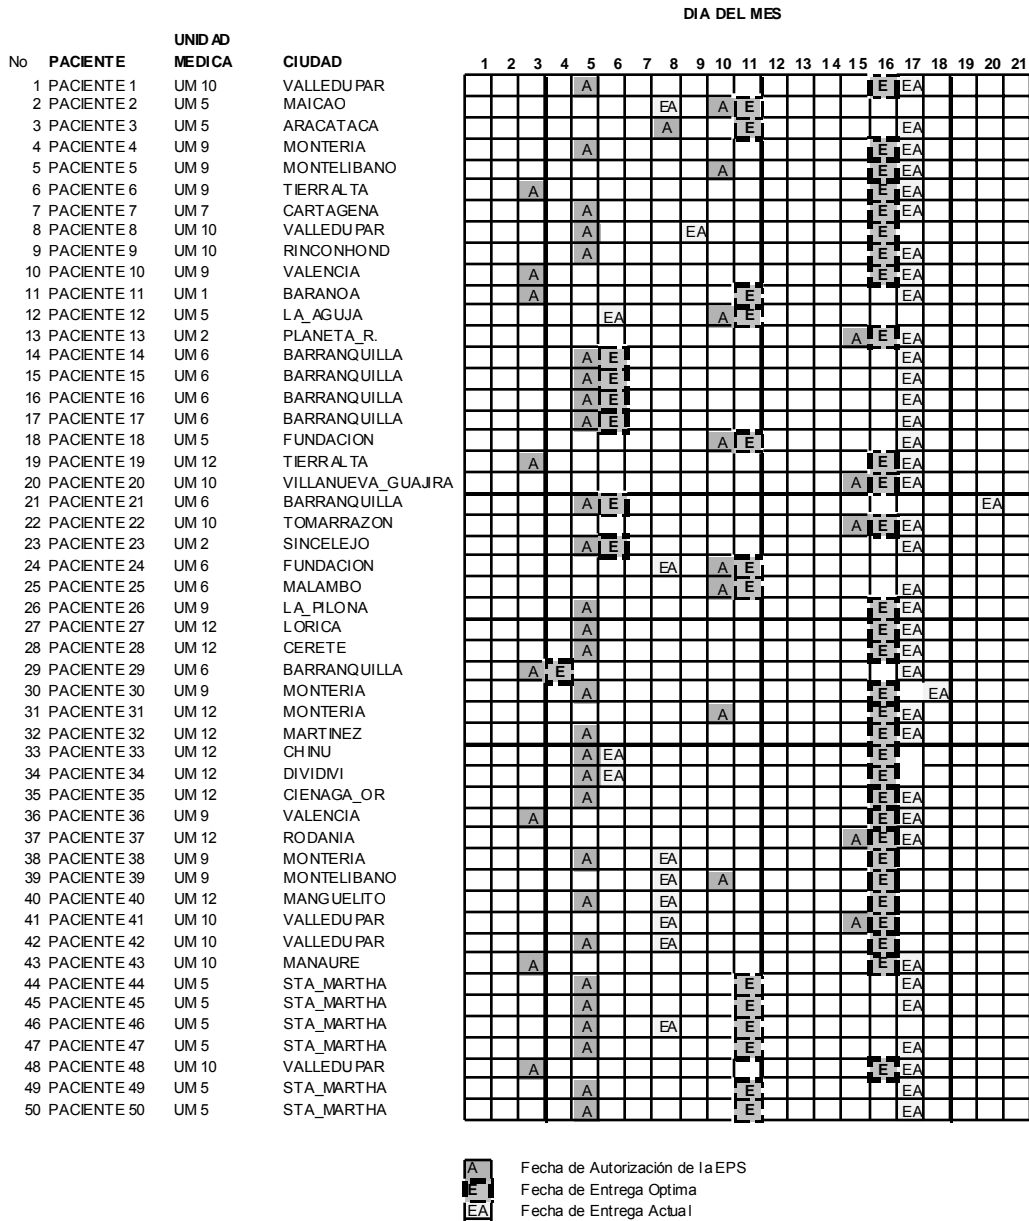 DIA DEL MES
UNIDAD
No PACIENTE MEDICA CIUDAD 1 2 3 4 5 6 7 8 9 10 11 12 13 14 15 16 17 18 19 20 21
1 PACIENTE 1 UM 10 VALLEDUPAR A E EA
2 PACIENTE 2 UM 5 MAICAO EA A E
3 PACIENTE 3 UM 5 ARACATACA A E EA
4 PACIENTE 4 UM 9 MONTERIA A E EA
5 PACIENTE 5 UM 9 MONTELIBANO A E EA
6 PACIENTE 6 UM 9 TIERRALTA A E EA
7 PACIENTE 7 UM 7 CARTAGENA A E EA
8 PACIENTE 8 UM 10 VALLEDUPAR A EA E
9 PACIENTE 9 UM 10 RINCONHOND A E EA
10 PACIENTE 10 UM 9 VALENCIA A E EA
11 PACIENTE 11 UM 1 BARANOA A E EA
12 PACIENTE 12 UM 5 LA_AGUJA EA A E
13 PACIENTE 13 UM 2 PLANETA_R. A E EA
14 PACIENTE 14 UM 6 BARRANQUILLA A E EA
15 PACIENTE 15 UM 6 BARRANQUILLA A E EA
16 PACIENTE 16 UM 6 BARRANQUILLA A E EA
17 PACIENTE 17 UM 6 BARRANQUILLA A E EA
18 PACIENTE 18 UM 5 FUNDACION A E EA
19 PACIENTE 19 UM 12 TIERRALTA A E EA
20 PACIENTE 20 UM 10 VILLANUEVA_GUAJIRA A E EA
21 PACIENTE 21 UM 6 BARRANQUILLA A E EA
22 PACIENTE 22 UM 10 TOMARRAZON A E EA
23 PACIENTE 23 UM 2 SINCELEJO A E EA
24 PACIENTE 24 UM 6 FUNDACION EA A E
25 PACIENTE 25 UM 6 MALAMBO A E EA
26 PACIENTE 26 UM 9 LA_PILONA A E EA
27 PACIENTE 27 UM 12 LORICA A E EA
28 PACIENTE 28 UM 12 CERETE A E EA
29 PACIENTE 29 UM 6 BARRANQUILLA A E EA
30 PACIENTE 30 UM 9 MONTERIA A E EA
31 PACIENTE 31 UM 12 MONTERIA A E EA
32 PACIENTE 32 UM 12 MARTINEZ A E EA
33 PACIENTE 33 UM 12 CHINU A EA E
34 PACIENTE 34 UM 12 DIVIDIVI A EA E
35 PACIENTE 35 UM 12 CIENAGA_OR A E EA
36 PACIENTE 36 UM 9 VALENCIA A E EA
37 PACIENTE 37 UM 12 RODANIA A E EA
38 PACIENTE 38 UM 9 MONTERIA A EA E
39 PACIENTE 39 UM 9 MONTELIBANO EA A E
40 PACIENTE 40 UM 12 MANGUELITO A EA E
41 PACIENTE 41 UM 10 VALLEDUPAR EA A E
42 PACIENTE 42 UM 10 VALLEDUPAR A EA E
43 PACIENTE 43 UM 10 MANAURE A E EA
44 PACIENTE 44 UM 5 STA_MARTHA A E EA
45 PACIENTE 45 UM 5 STA_MARTHA A E EA
46 PACIENTE 46 UM 5 STA_MARTHA A EA E
47 PACIENTE 47 UM 5 STA_MARTHA A E EA
48 PACIENTE 48 UM 10 VALLEDUPAR A E EA
49 PACIENTE 49 UM 5 STA_MARTHA A E EA
50 PACIENTE 50 UM 5 STA_MARTHA A E EA
A Fecha de Autorización de la EPS
E Fecha de Entrega Optima
EA Fecha de Entrega Actual